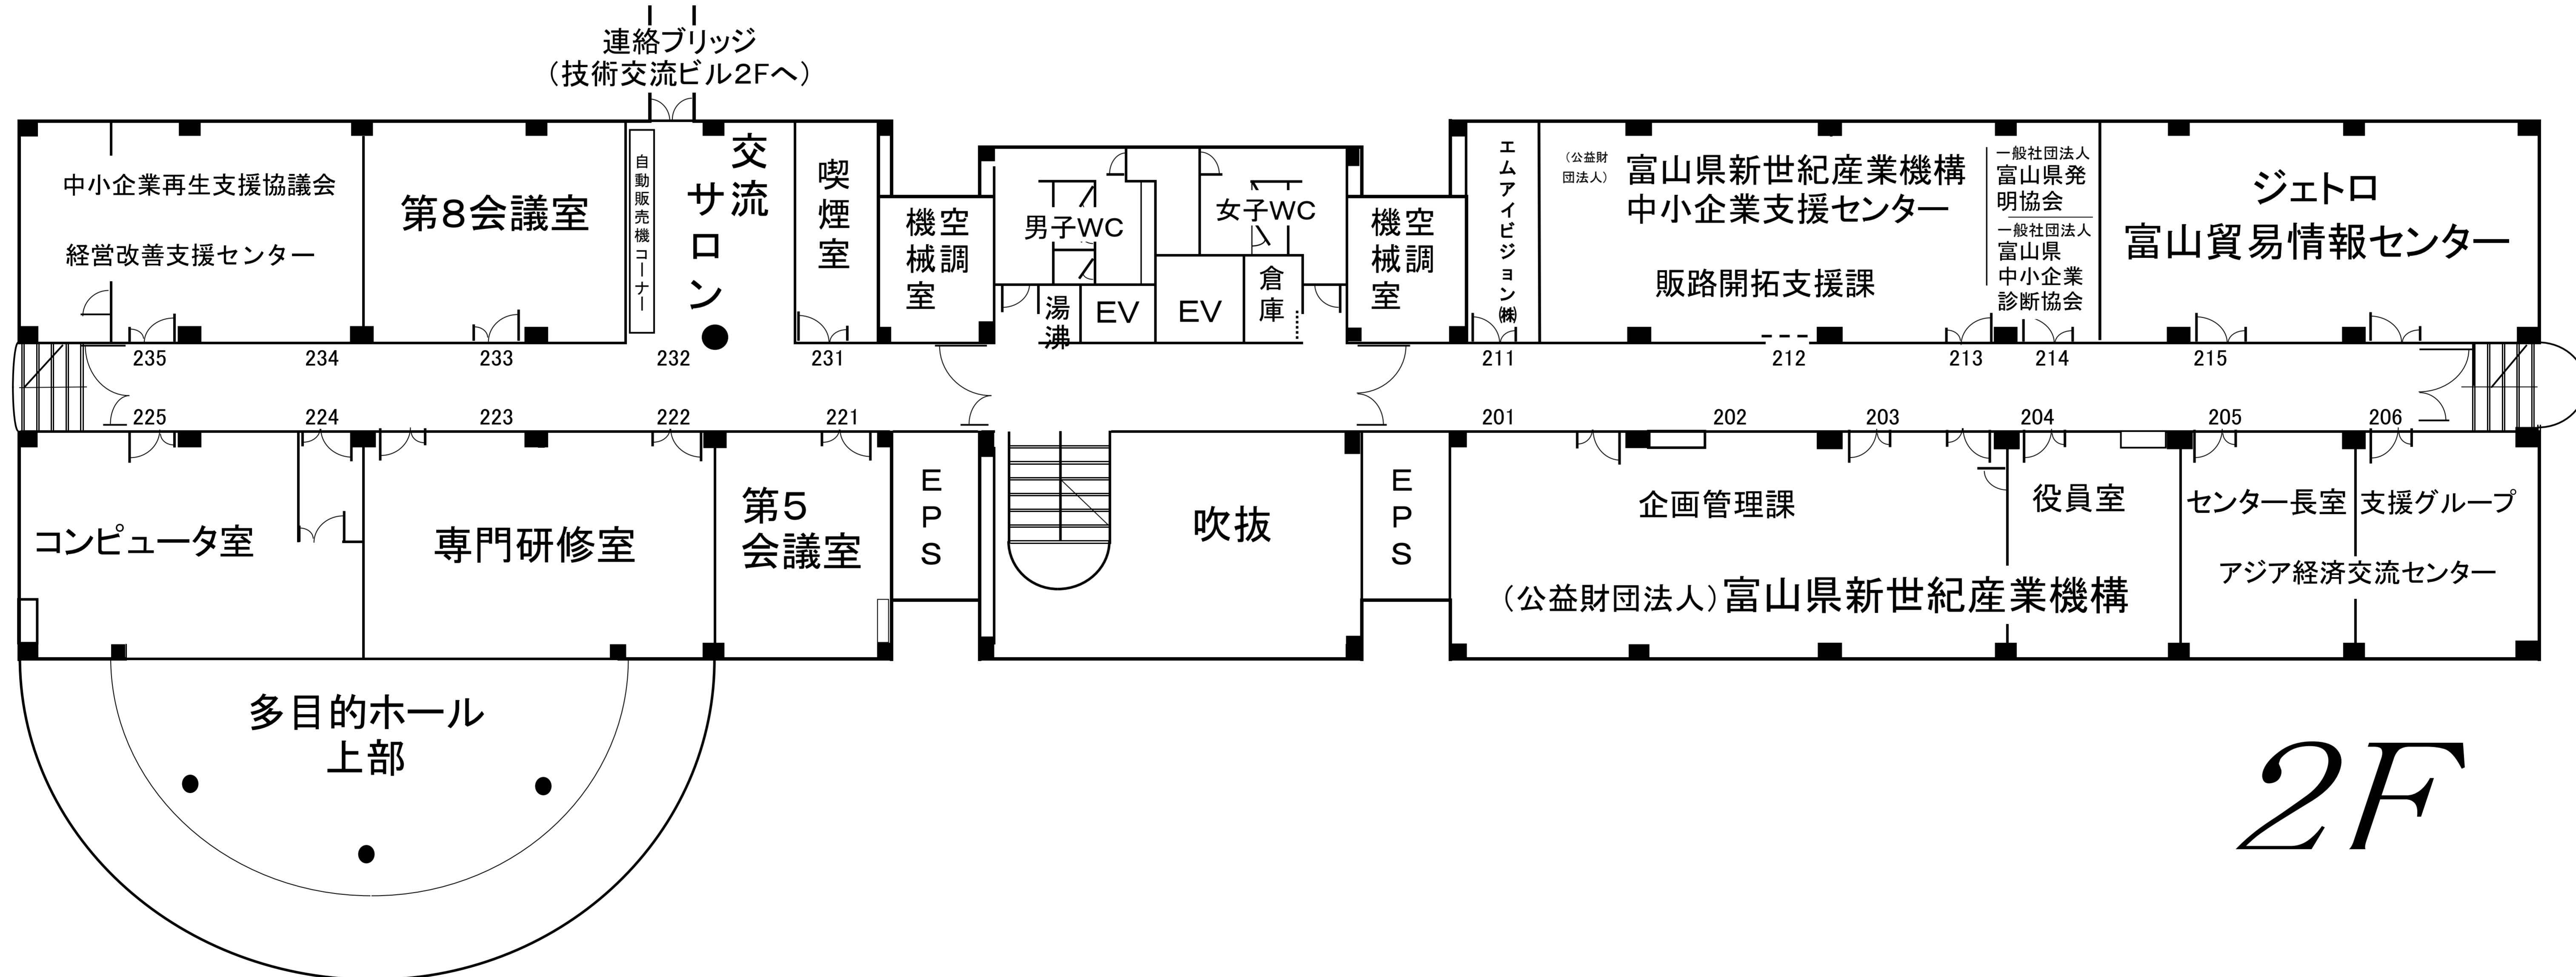 連絡ブリッジ
（技術交流ビル2Fへ）
中小企業再生支援協議会
経営改善支援センター
第8会議室
自動販売機コーナー
交流
サロン
喫煙室
空調
機械室
男子WC
女子WC
湯沸
EV
EV
倉庫
空調
機械室
エムアイビジョン㈱
（公益財
団法人）
富山県新世紀産業機構
中小企業支援センター
販路開拓支援課
一般社団法人
富山県発
明協会
一般社団法人
富山県
中小企業
診断協会
ジェトロ
富山貿易情報センター
235
234
233
232
231
211
212
213
214
215
225
224
223
222
221
201
202
203
204
205
206
コンピュータ室
専門研修室
第5
会議室
EPS
吹抜
EPS
企画管理課
役員室
（公益財団法人）富山県新世紀産業機構
センター長室
支援グループ
アジア経済交流センター
多目的ホール
上部
2F